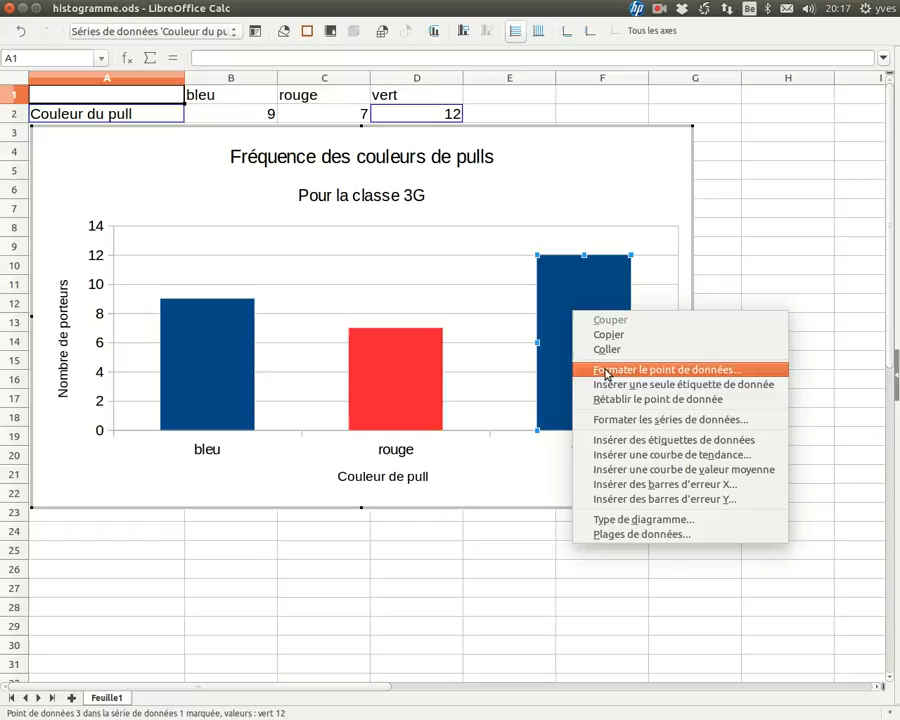 histogramme.ods - LibreOffice Calc
Be
20:17
yves
Séries de données 'Couleur du pu
Tous les axes
A1
A B C D E F G H I
1 bleu rouge vert
2 Couleur du pull 9 7 12
3
4
5
6
7
8
9
10
11
12
13
14
15
16
17
18
19
20
21
22
23
24
25
26
27
28
29
30
31
Fréquence des couleurs de pulls
Pour la classe 3G
Nombre de porteurs
14
12
10
8
6
4
2
0
bleu rouge
Couleur de pull
Couper
Copier
Coller
Formater le point de données...
Insérer une seule étiquette de donnée
Rétablir le point de donnée
Formater les séries de données...
Insérer des étiquettes de données
Insérer une courbe de tendance...
Insérer une courbe de valeur moyenne
Insérer des barres d'erreur X...
Insérer des barres d'erreur Y...
Type de diagramme...
Plages de données...
Feuille1
Point de données 3 dans la série de données 1 marquée, valeurs : vert 12